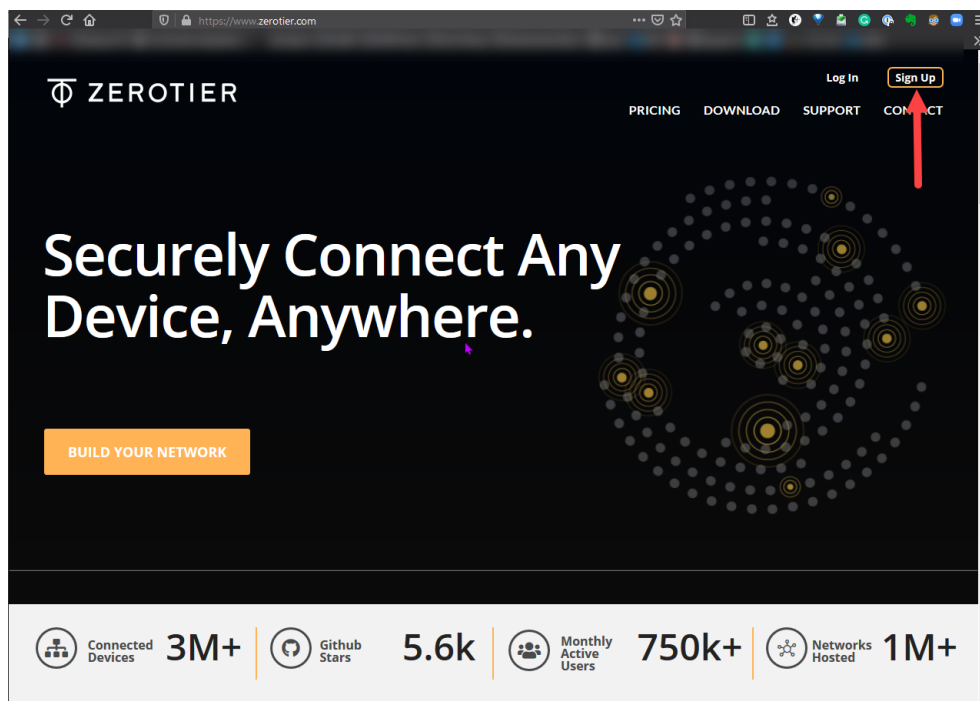 https://www.zerotier.com
ZEROTIER
Log In
Sign Up
PRICING
DOWNLOAD
SUPPORT
CONTACT
Securely Connect Any
Device, Anywhere.
BUILD YOUR NETWORK
Connected
Devices
3M+
Github
Stars
5.6k
Monthly
Active
Users
750k+
Networks
Hosted
1M+